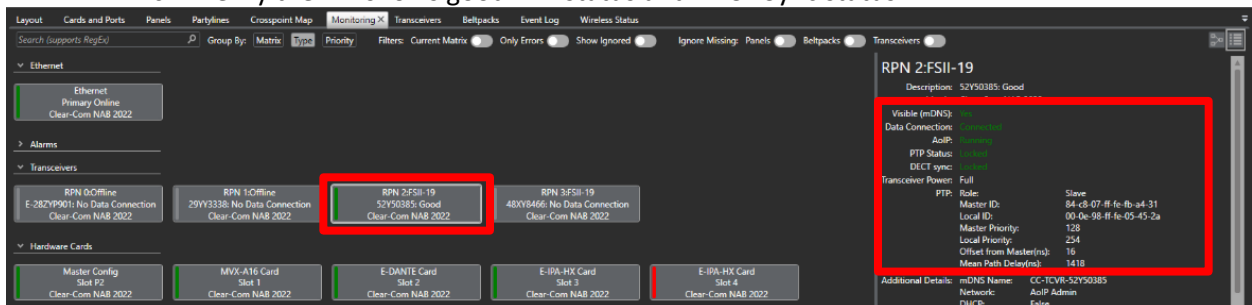 Layout Cards and Ports Panels Partylines Crosspoint Map Monitoring × Transceivers Beltpacks Event Log Wireless Status
Search (supports RegEx) Group By: Matrix Type Priority Filters: Current Matrix Only Errors Show Ignored Ignore Missing: Panels Beltpacks Transceivers
Ethernet
Ethernet
Primary Online
Clear-Com NAB 2022
Alarms
Transceivers
RPN 0:Offline
E-28ZYP901: No Data Connection
Clear-Com NAB 2022
RPN 1:Offline
29YY3338: No Data Connection
Clear-Com NAB 2022
RPN 2:FSII-19
52Y50385: Good
Clear-Com NAB 2022
RPN 3:FSII-19
48XY8466: No Data Connection
Clear-Com NAB 2022
Hardware Cards
Master Config
Slot P2
Clear-Com NAB 2022
MVX-A16 Card
Slot 1
Clear-Com NAB 2022
E-DANTE Card
Slot 2
Clear-Com NAB 2022
E-IPA-HX Card
Slot 3
Clear-Com NAB 2022
E-IPA-HX Card
Slot 4
Clear-Com NAB 2022
RPN 2:FSII-19
Description: 52Y50385: Good
Visible (mDNS): Yes
Data Connection: Connected
AoIP: Running
PTP Status: Locked
DECT sync: Locked
Transceiver Power: Full
PTP: Role: Slave
Master ID: 84-c8-07-ff-fe-fb-a4-31
Local ID: 00-0e-98-ff-fe-05-45-2a
Master Priority: 128
Local Priority: 254
Offset from Master(ns): 16
Mean Path Delay(ns): 1418
Additional Details: mDNS Name: CC-TCVR-52Y50385
Network: AoIP Admin
DHCP: False